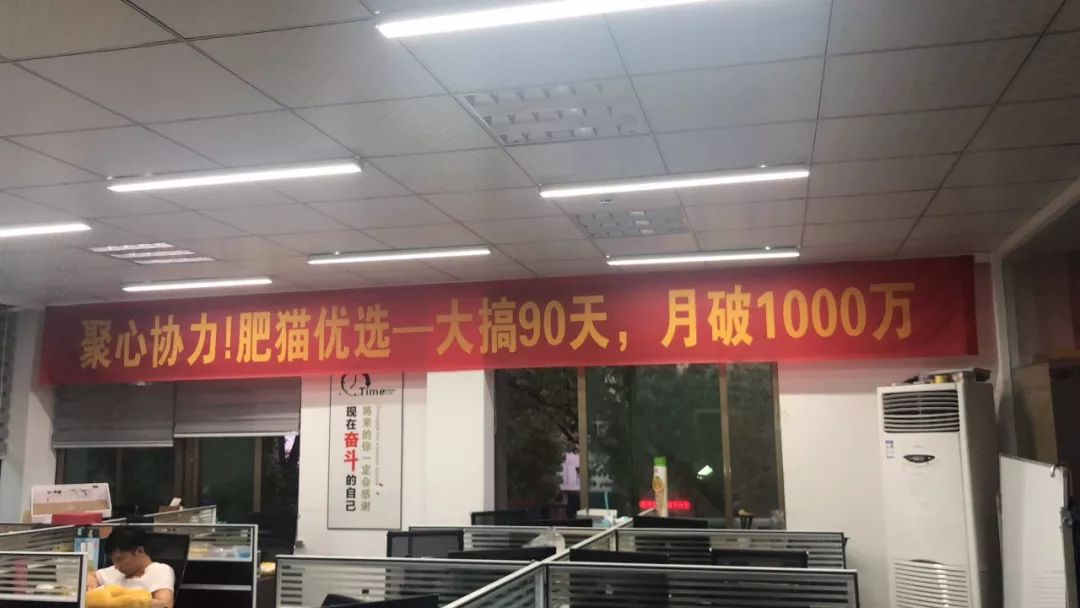 聚心协力!肥猫优选—大搞90天，月破1000万
Time
将来的你一定会感谢
现在奋斗的自己